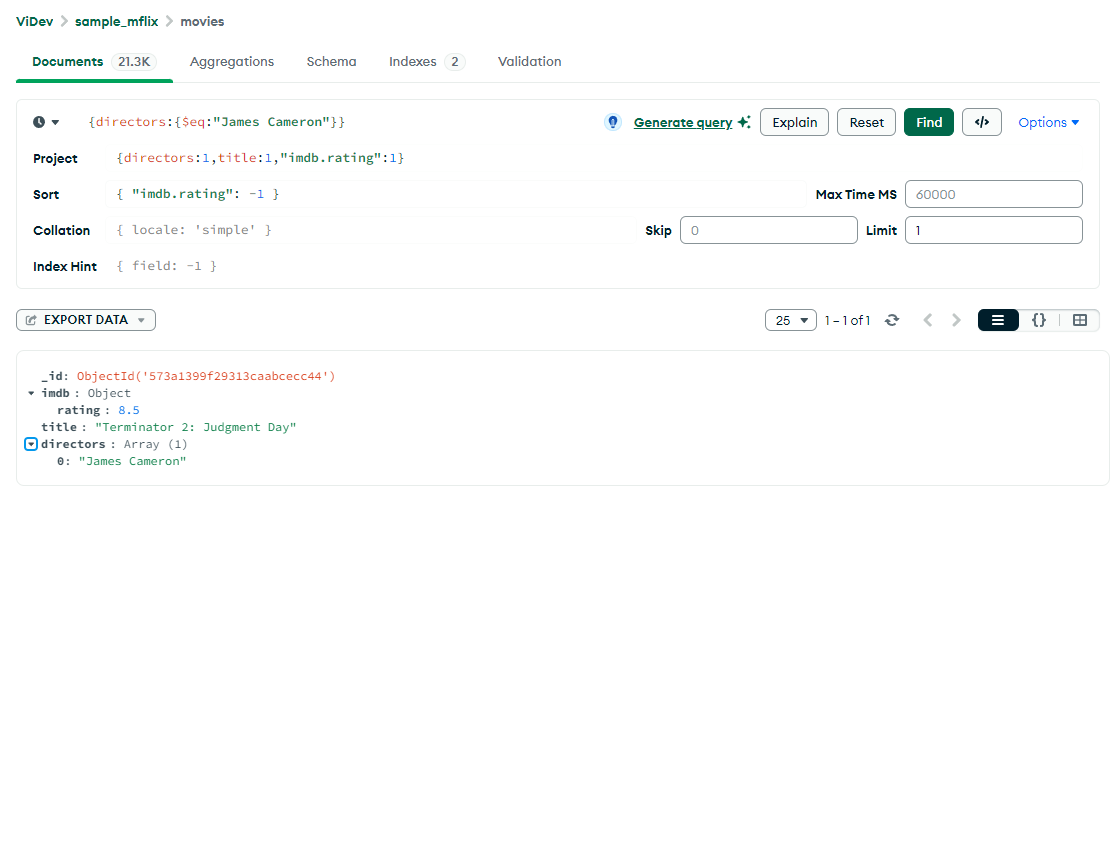 ViDev > sample_mflix > movies
Documents 21.3K Aggregations Schema Indexes 2 Validation
{directors:{$eq:"James Cameron"}} Generate query Explain Reset Find </> Options
Project {directors:1,title:1,"imdb.rating":1}
Sort { "imdb.rating": -1 } Max Time MS 60000
Collation { locale: 'simple' } Skip 0 Limit 1
Index Hint { field: -1 }
EXPORT DATA 25 1 – 1 of 1 {}
_id: ObjectId('573a1399f29313caabcecc44')
imdb : Object
rating : 8.5
title : "Terminator 2: Judgment Day"
directors : Array (1)
0: "James Cameron"